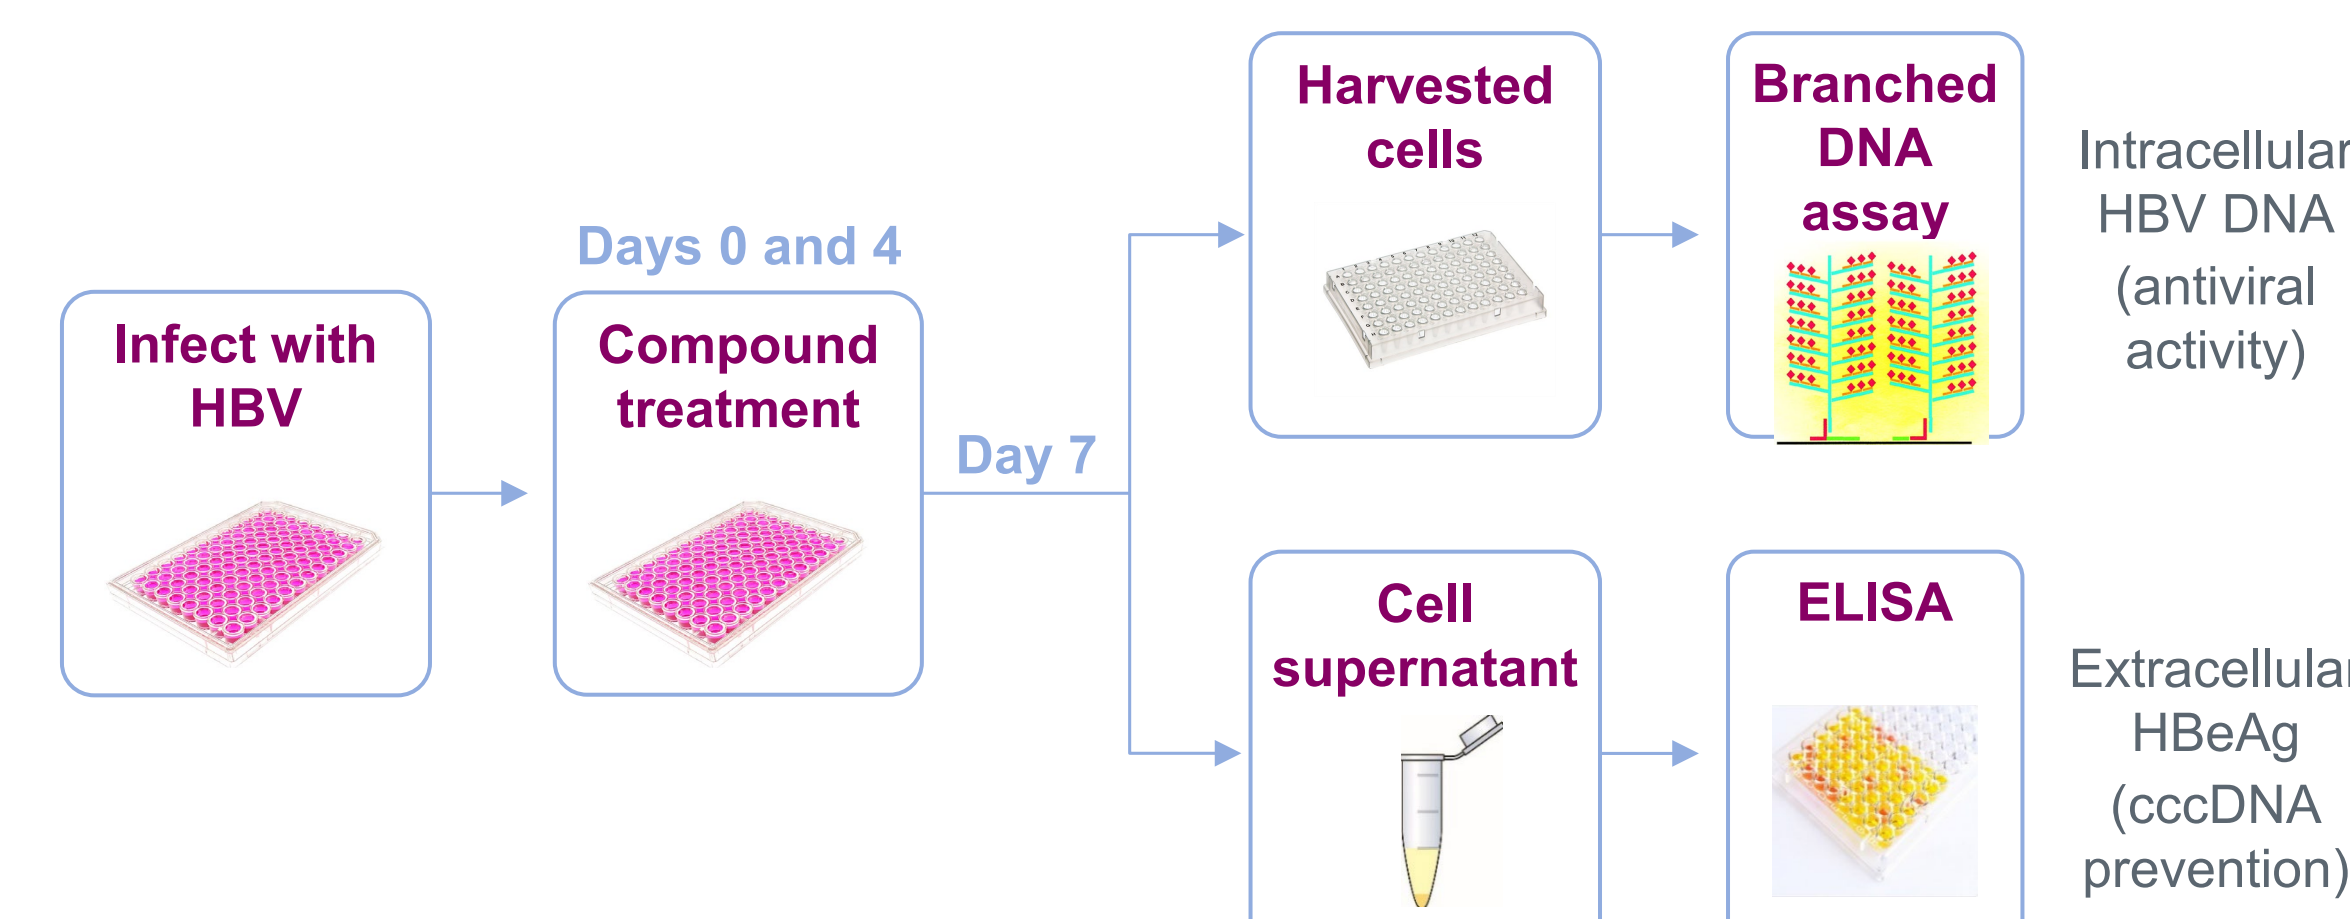 Infect with
HBV
Days 0 and 4
Compound
treatment
Day 7
Harvested
cells
Branched
DNA
assay
Intracellular
HBV DNA
(antiviral
activity)
Cell
supernatant
ELISA
Extracellular
HBeAg
(cccDNA
prevention)